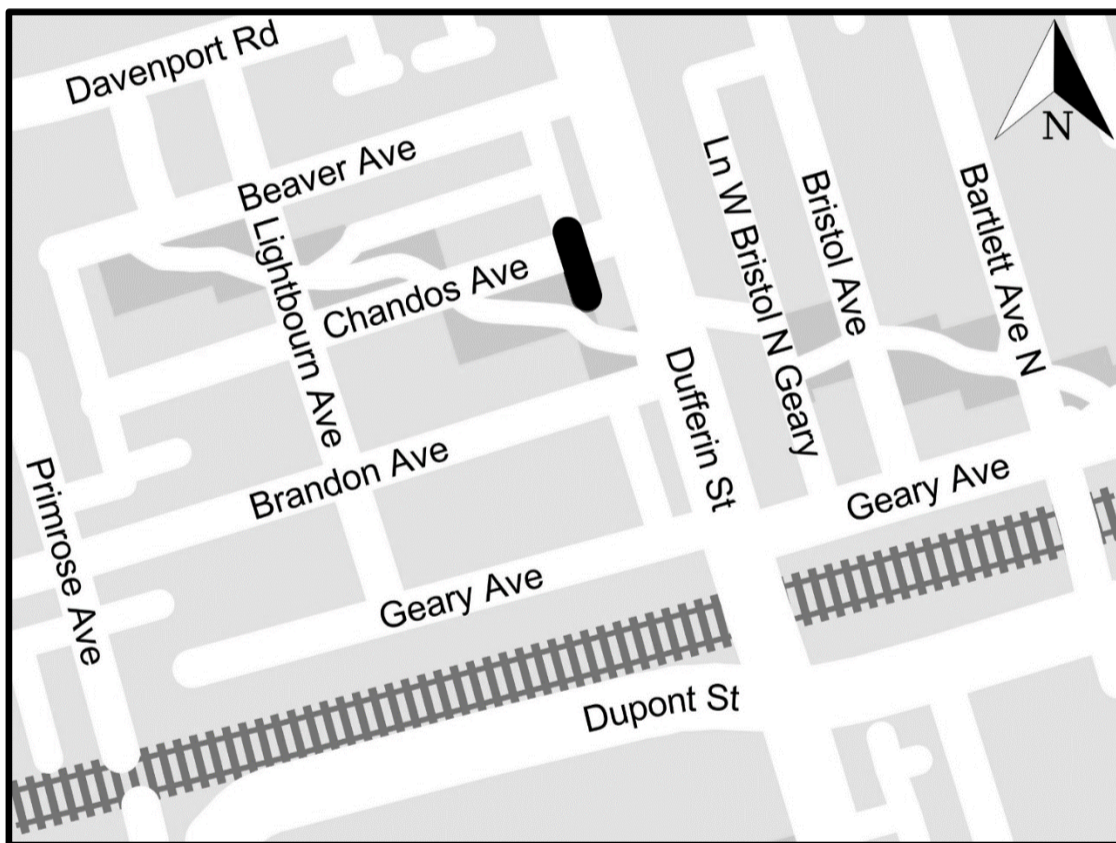 Davenport Rd
N
Beaver Ave
Lightbourn Ave
Chandos Ave
Ln W Bristol N Geary
Bristol Ave
Bartlett Ave N
Dufferin St
Primrose Ave
Brandon Ave
Geary Ave
Geary Ave
Dupont St